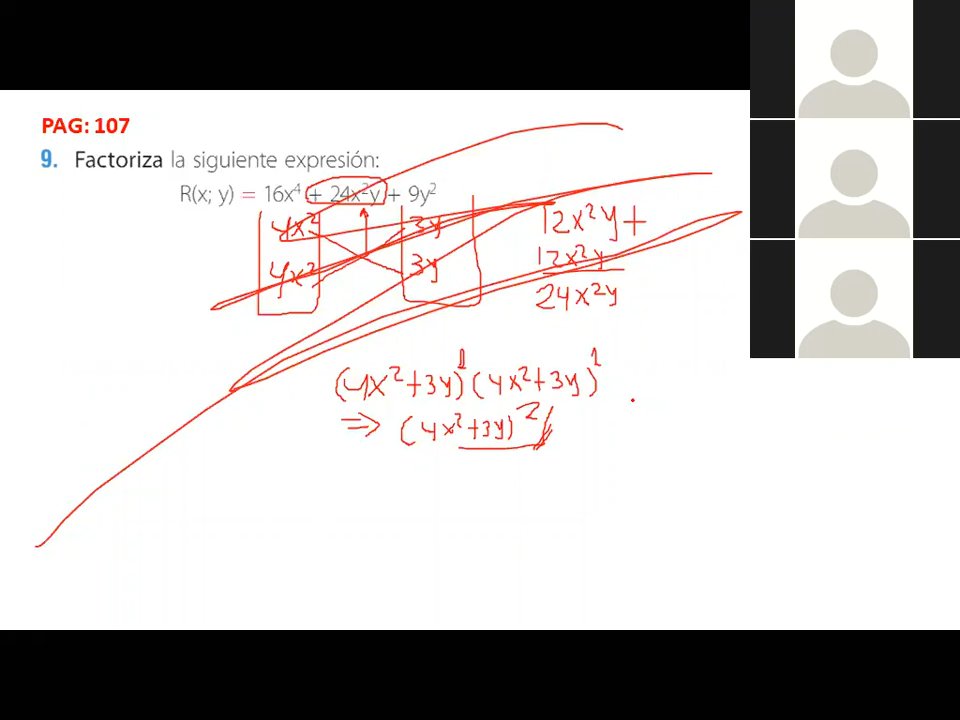 PAG: 107
9. Factoriza la siguiente expresión:
R(x; y) = 16x⁴ + 24x²y + 9y²
4x² 3y 12x²y+
4x² 3y 12x²y
24x²y
(4x²+3y)¹(4x²+3y)¹
⇒ (4x²+3y)²